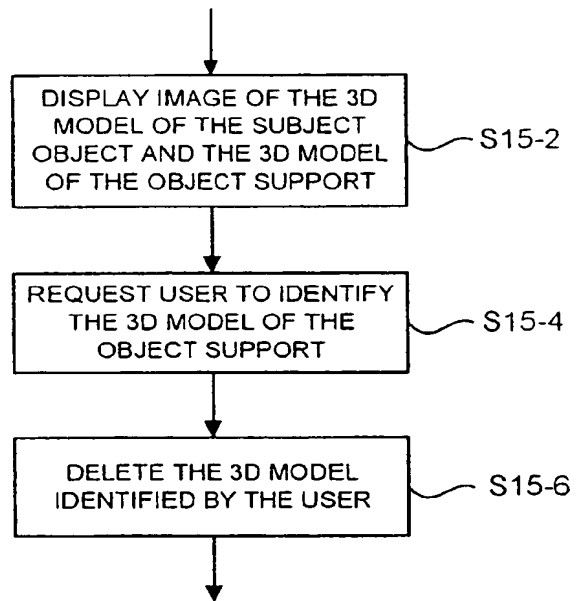 DISPLAY IMAGE OF THE 3D
MODEL OF THE SUBJECT
OBJECT AND THE 3D MODEL
OF THE OBJECT SUPPORT
S15-2
REQUEST USER TO IDENTIFY
THE 3D MODEL OF THE
OBJECT SUPPORT
S15-4
DELETE THE 3D MODEL
IDENTIFIED BY THE USER
S15-6